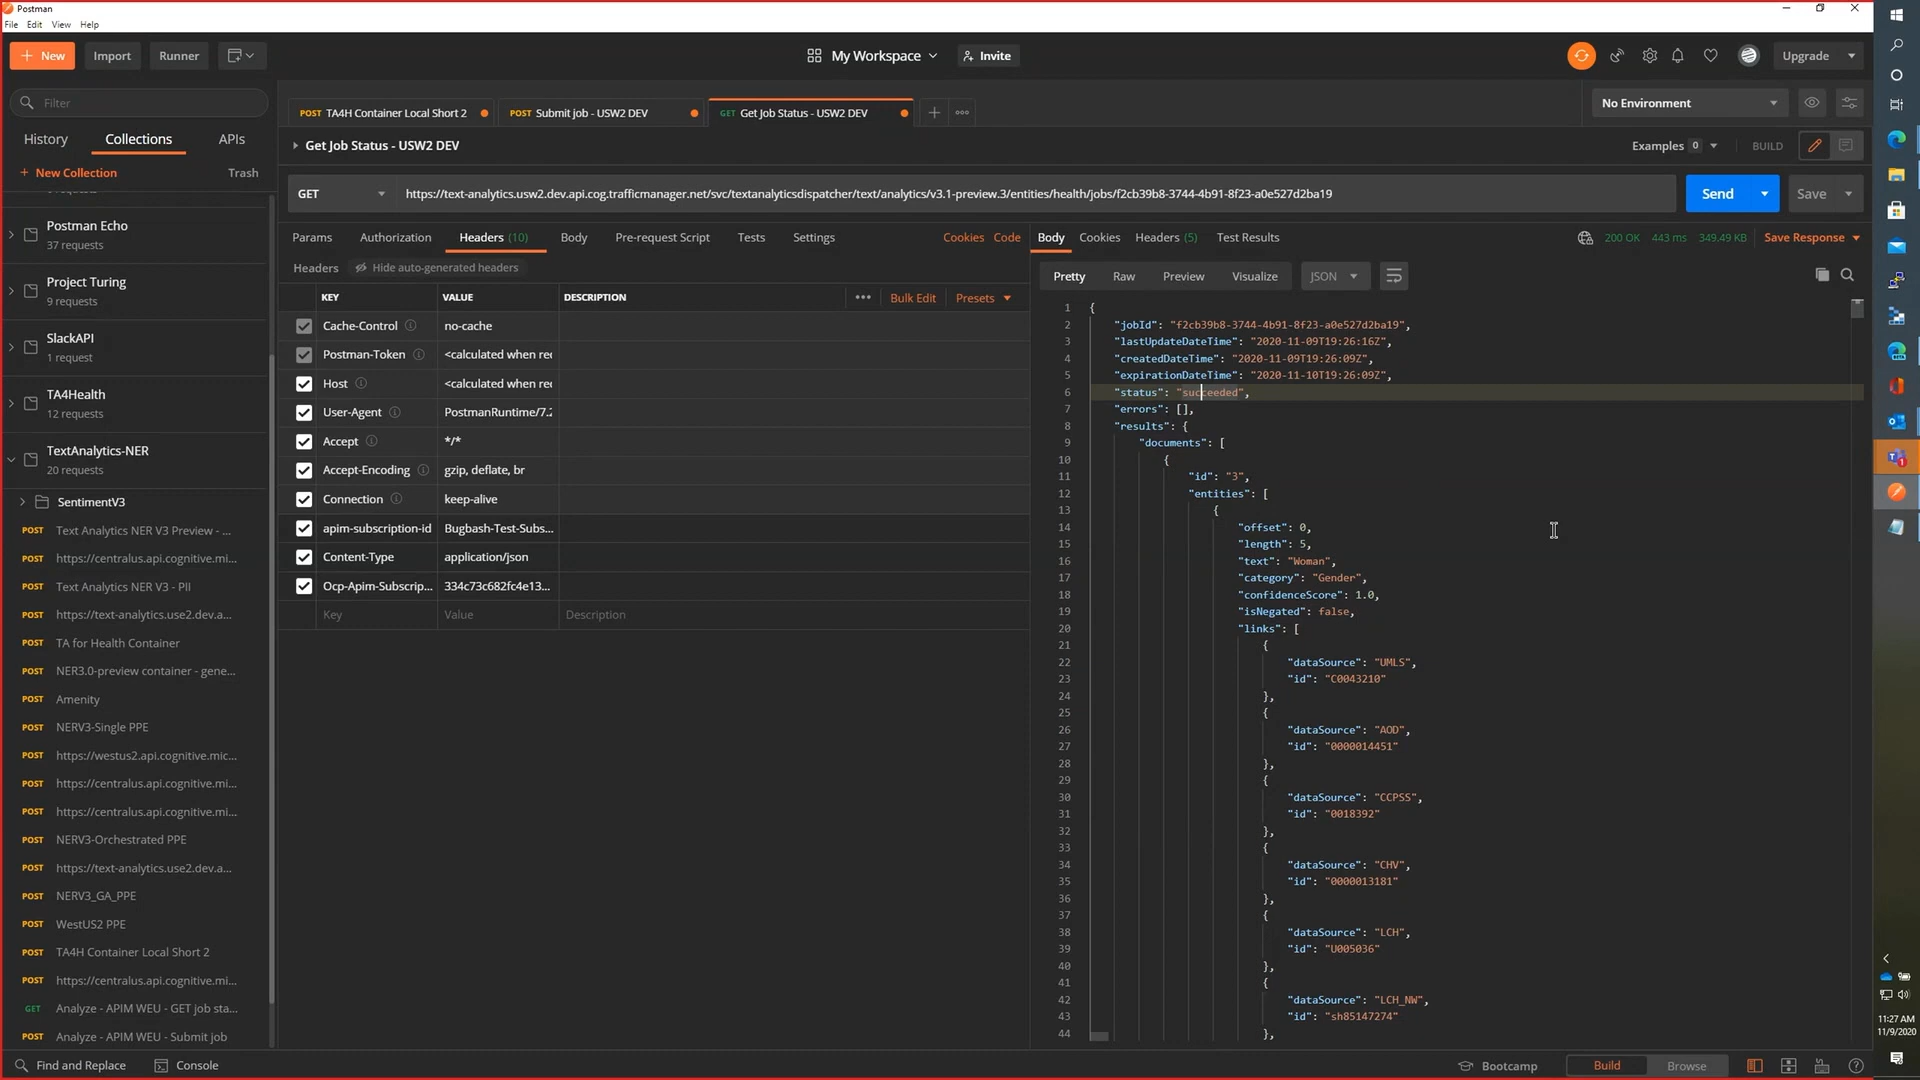 Postman
File Edit View Help
New Import Runner My Workspace Invite Upgrade
Filter
History Collections APIs
New Collection Trash
Postman Echo
37 requests
Project Turing
9 requests
SlackAPI
1 request
TA4Health
12 requests
TextAnalytics-NER
20 requests
SentimentV3
POST Text Analytics NER V3 Preview - ...
POST https://centralus.api.cognitive.mi...
POST Text Analytics NER V3 - PII
POST https://text-analytics.use2.dev.a...
POST TA for Health Container
POST NER3.0-preview container - gene...
POST Amenity
POST NERV3-Single PPE
POST https://westus2.api.cognitive.mic...
POST https://centralus.api.cognitive.mi...
POST https://centralus.api.cognitive.mi...
POST NERV3-Orchestrated PPE
POST https://text-analytics.use2.dev.a...
POST NERV3_GA_PPE
POST WestUS2 PPE
POST TA4H Container Local Short 2
POST https://centralus.api.cognitive.mi...
GET Analyze - APIM WEU - GET job sta...
POST Analyze - APIM WEU - Submit job
POST TA4H Container Local Short 2 POST Submit job - USW2 DEV GET Get Job Status - USW2 DEV
No Environment
Get Job Status - USW2 DEV
Examples 0 BUILD
GET https://text-analytics.usw2.dev.api.cog.trafficmanager.net/svc/textanalyticsdispatcher/text/analytics/v3.1-preview.3/entities/health/jobs/f2cb39b8-3744-4b91-8f23-a0e527d2ba19 Send Save
Params Authorization Headers (10) Body Pre-request Script Tests Settings Cookies Code
Headers Hide auto-generated headers
KEY VALUE DESCRIPTION Bulk Edit Presets
Cache-Control no-cache
Postman-Token <calculated when rec
Host <calculated when rec
User-Agent PostmanRuntime/7.2
Accept */*
Accept-Encoding gzip, deflate, br
Connection keep-alive
apim-subscription-id Bugbash-Test-Subs...
Content-Type application/json
Ocp-Apim-Subscrip... 334c73c682fc4e13...
Key Value Description
Body Cookies Headers (5) Test Results 200 OK 443 ms 349.49 KB Save Response
Pretty Raw Preview Visualize JSON
1 {
2 "jobId": "f2cb39b8-3744-4b91-8f23-a0e527d2ba19",
3 "lastUpdateDateTime": "2020-11-09T19:26:16Z",
4 "createdDateTime": "2020-11-09T19:26:09Z",
5 "expirationDateTime": "2020-11-10T19:26:09Z",
6 "status": "succeeded",
7 "errors": [],
8 "results": {
9 "documents": [
10 {
11 "id": "3",
12 "entities": [
13 {
14 "offset": 0,
15 "length": 5,
16 "text": "Woman",
17 "category": "Gender",
18 "confidenceScore": 1.0,
19 "isNegated": false,
20 "links": [
21 {
22 "dataSource": "UMLS",
23 "id": "C0043210"
24 },
25 {
26 "dataSource": "AOD",
27 "id": "0000014451"
28 },
29 {
30 "dataSource": "CCPSS",
31 "id": "0018392"
32 },
33 {
34 "dataSource": "CHV",
35 "id": "0000013181"
36 },
37 {
38 "dataSource": "LCH",
39 "id": "U005036"
40 },
41 {
42 "dataSource": "LCH_NW",
43 "id": "sh85147274"
44 },
Find and Replace Console Bootcamp Build Browse
11:27 AM
11/9/2020